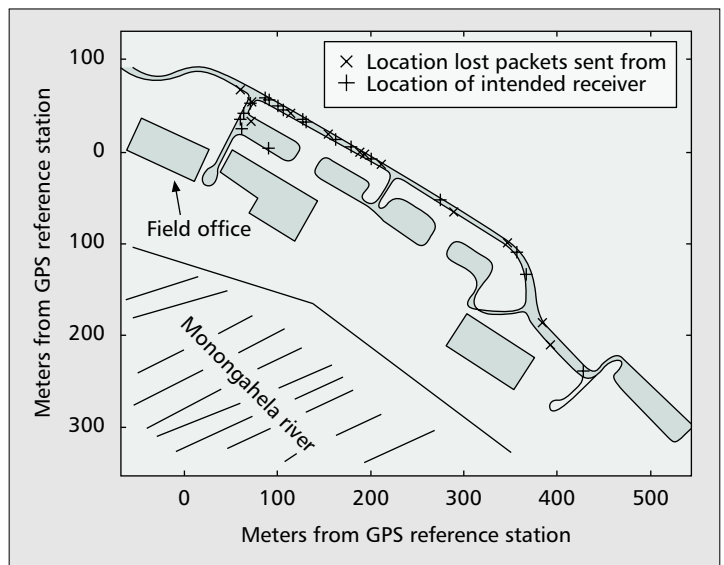 100
0
100
200
300
Meters from GPS reference station
× Location lost packets sent from
+ Location of intended receiver
Field office
Monongahela river
0 100 200 300 400 500
Meters from GPS reference station